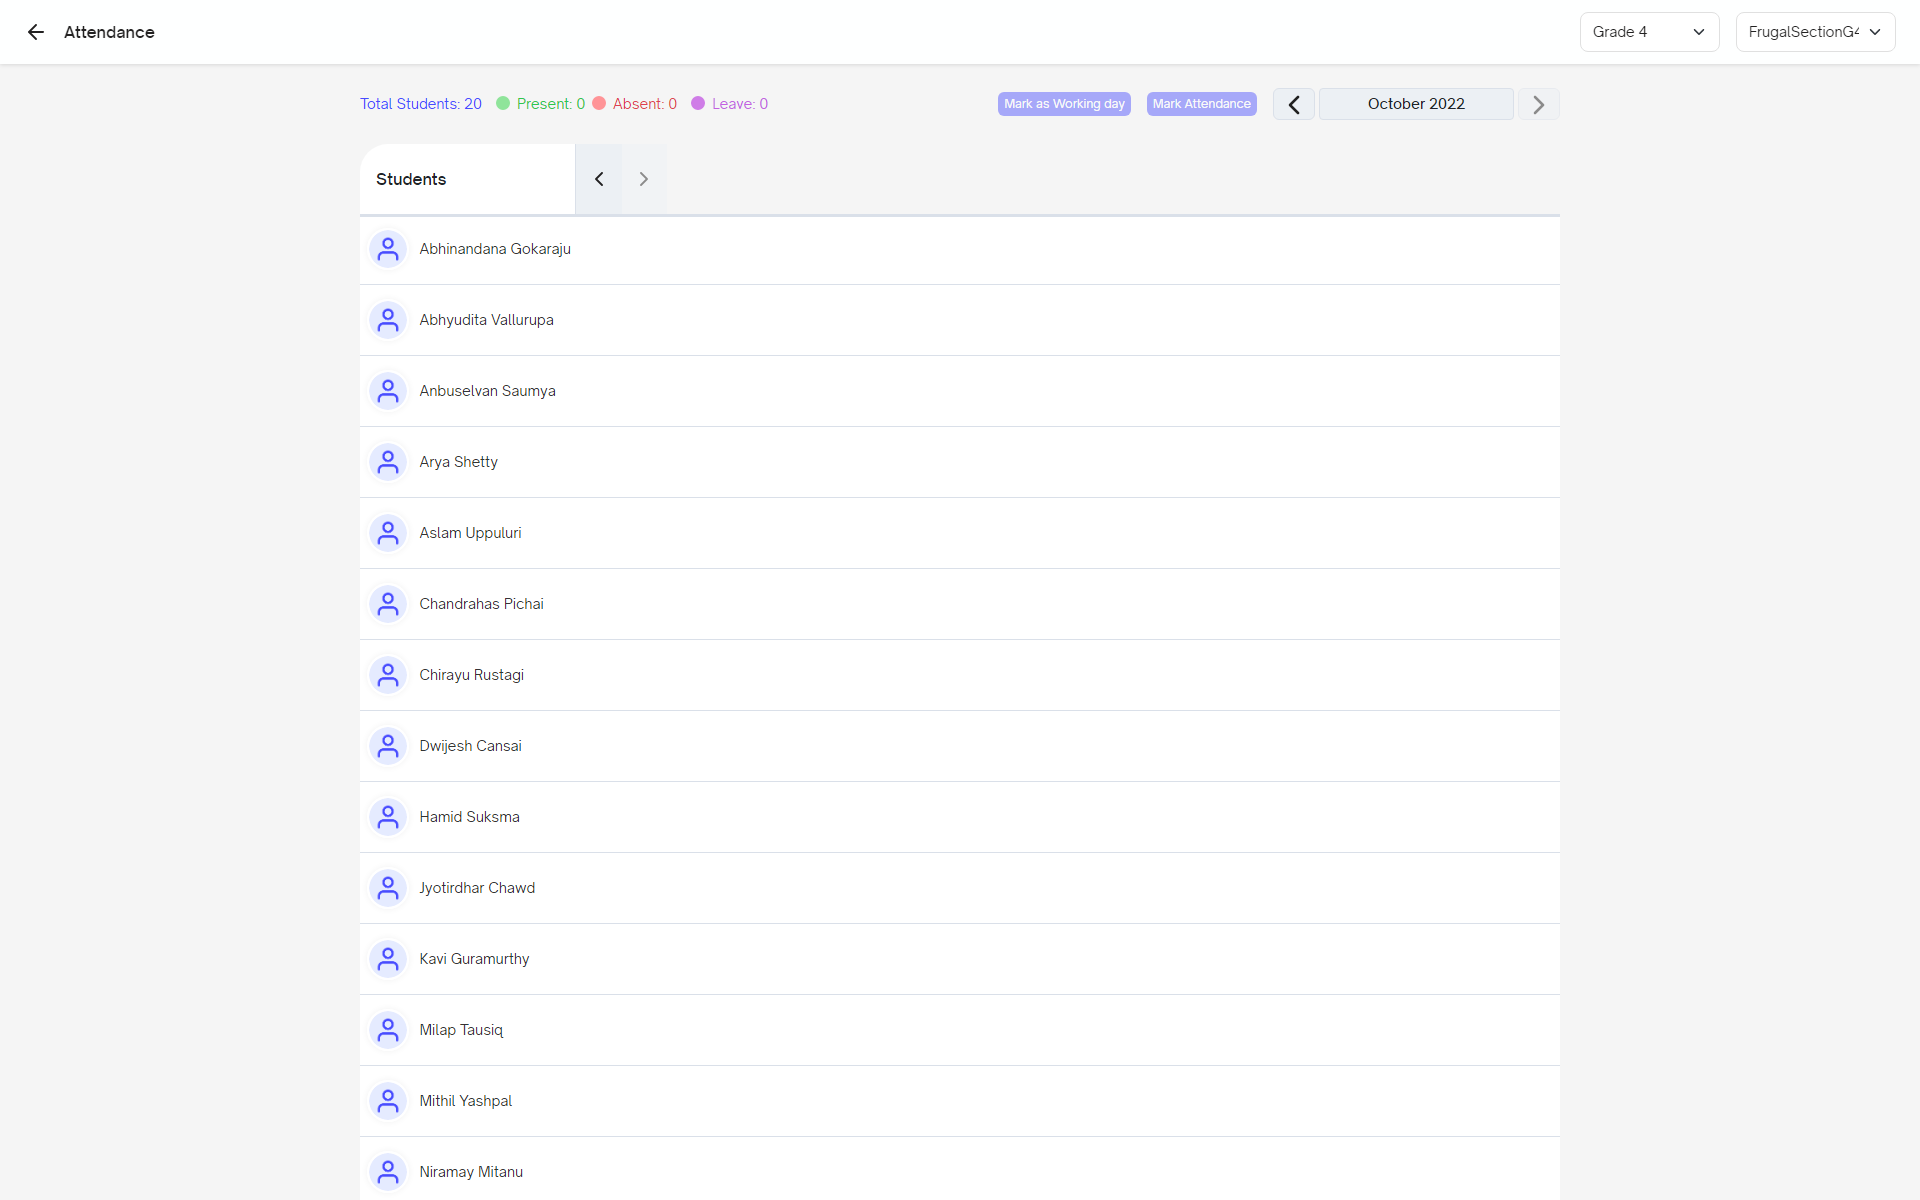 Attendance
Grade 4
FrugalSectionG4
Total Students: 20
Present: 0
Absent: 0
Leave: 0
Mark as Working day
Mark Attendance
October 2022
Students
Abhinandana Gokaraju
Abhyudita Vallurupa
Anbuselvan Saumya
Arya Shetty
Aslam Uppuluri
Chandrahas Pichai
Chirayu Rustagi
Dwijesh Cansai
Hamid Suksma
Jyotirdhar Chawd
Kavi Guramurthy
Milap Tausiq
Mithil Yashpal
Niramay Mitanu